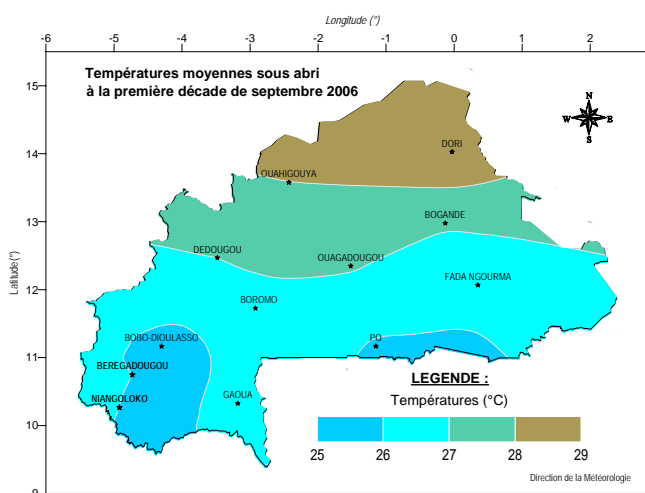 Longitude (°)
-6 -5 -4 -3 -2 -1 0 1 2
Températures moyennes sous abri
à la première décade de septembre 2006
N
W E
S
15
DORI
14
OUAHIGOUYA
13
BOGANDE
DEDOUGOU
OUAGADOUGOU
Latitude (°)
FADA NGOURMA
12
BOROMO
BOBO-DIOULASSO
PO
11
BEREGADOUGOU
LEGENDE :
NIANGOLOKO
GAOUA
Températures (°C)
10
25 26 27 28 29
Direction de la Météorologie
9